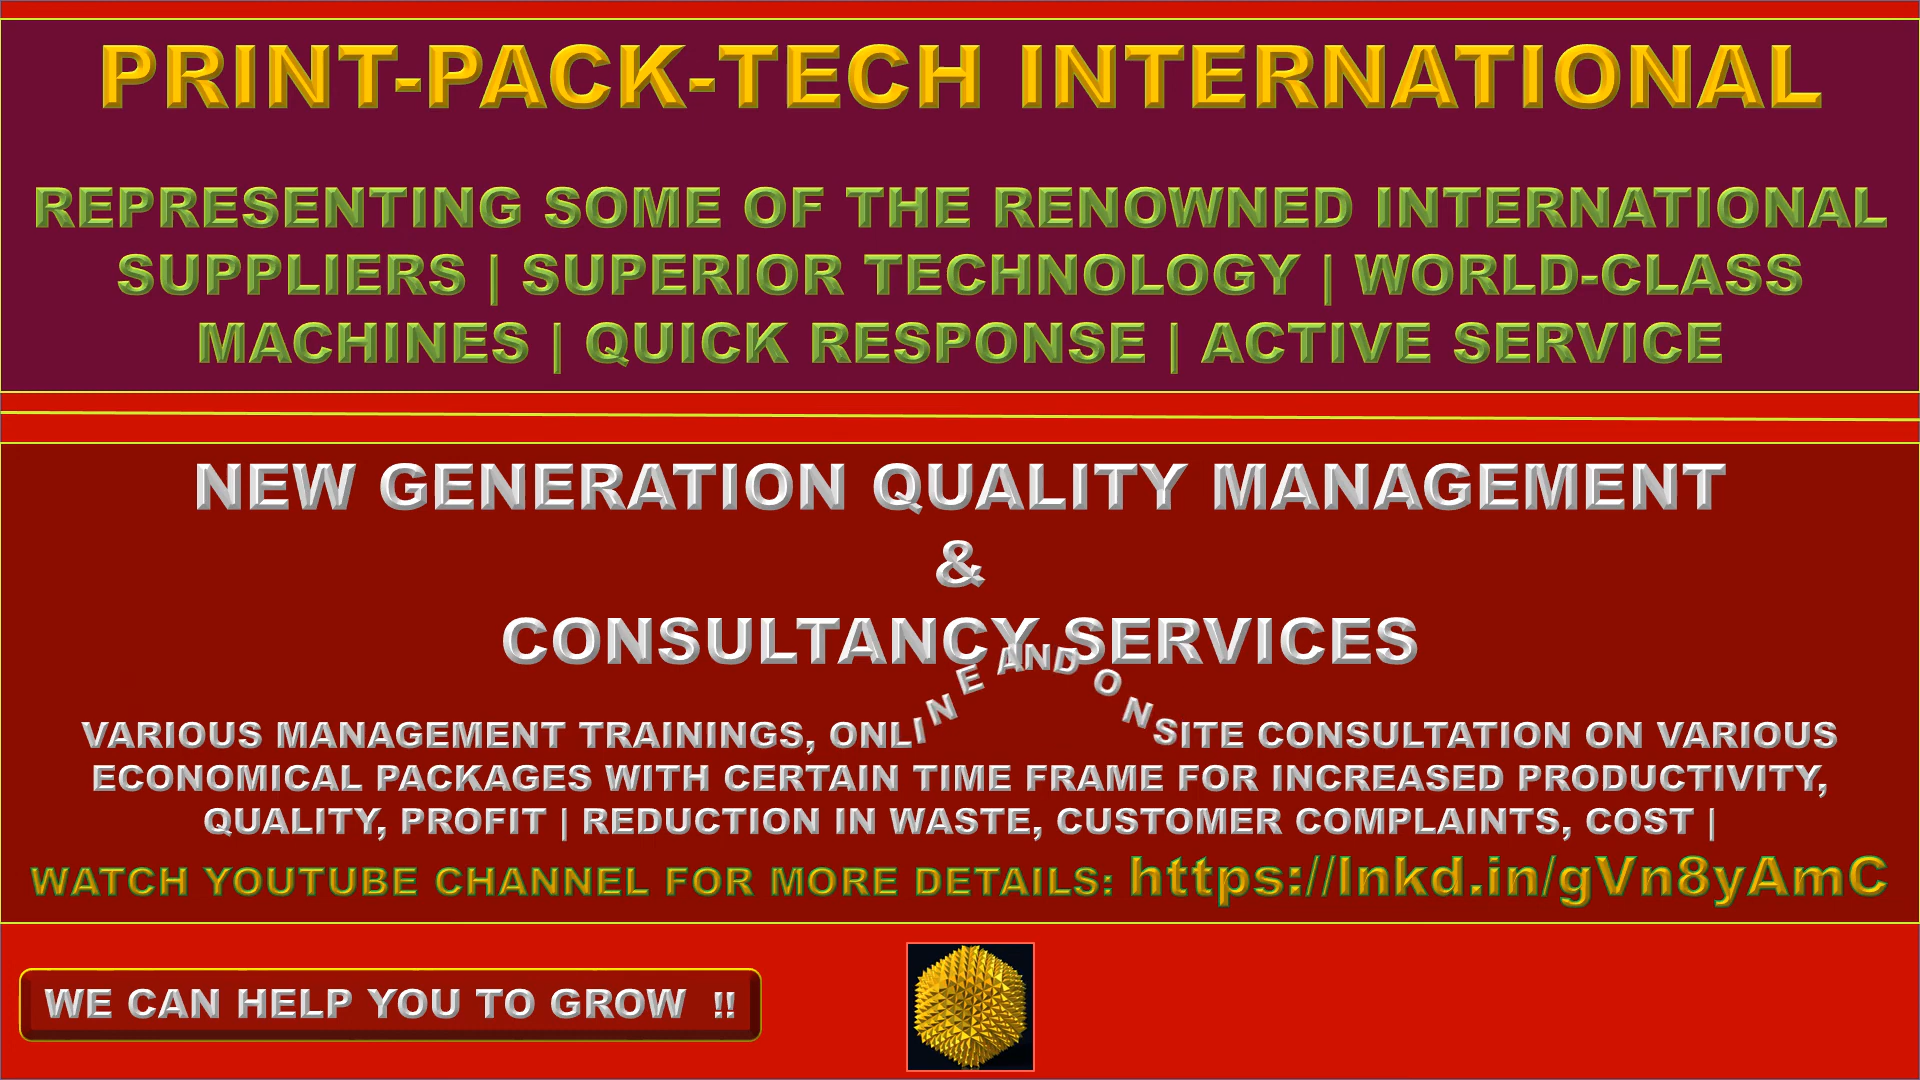 PRINT-PACK-TECH INTERNATIONAL
REPRESENTING SOME OF THE RENOWNED INTERNATIONAL
SUPPLIERS | SUPERIOR TECHNOLOGY | WORLD-CLASS
MACHINES | QUICK RESPONSE | ACTIVE SERVICE
NEW GENERATION QUALITY MANAGEMENT
&
CONSULTANCY SERVICES
VARIOUS MANAGEMENT TRAININGS, ONLINE AND ONSITE CONSULTATION ON VARIOUS
ECONOMICAL PACKAGES WITH CERTAIN TIME FRAME FOR INCREASED PRODUCTIVITY,
QUALITY, PROFIT | REDUCTION IN WASTE, CUSTOMER COMPLAINTS, COST |
WATCH YOUTUBE CHANNEL FOR MORE DETAILS: https://lnkd.in/gVn8yAmC
WE CAN HELP YOU TO GROW !!